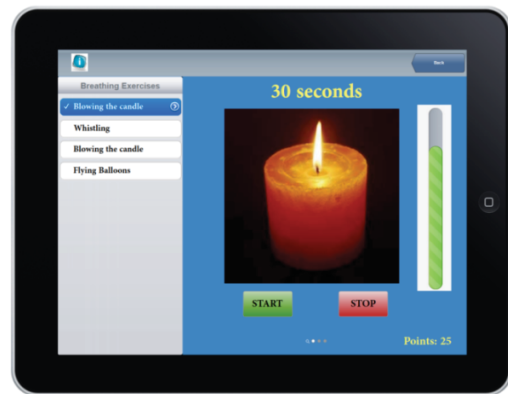 Back
Breathing Exercises
✓ Blowing the candle
Whistling
Blowing the candle
Flying Balloons
30 seconds
START
STOP
Points: 25